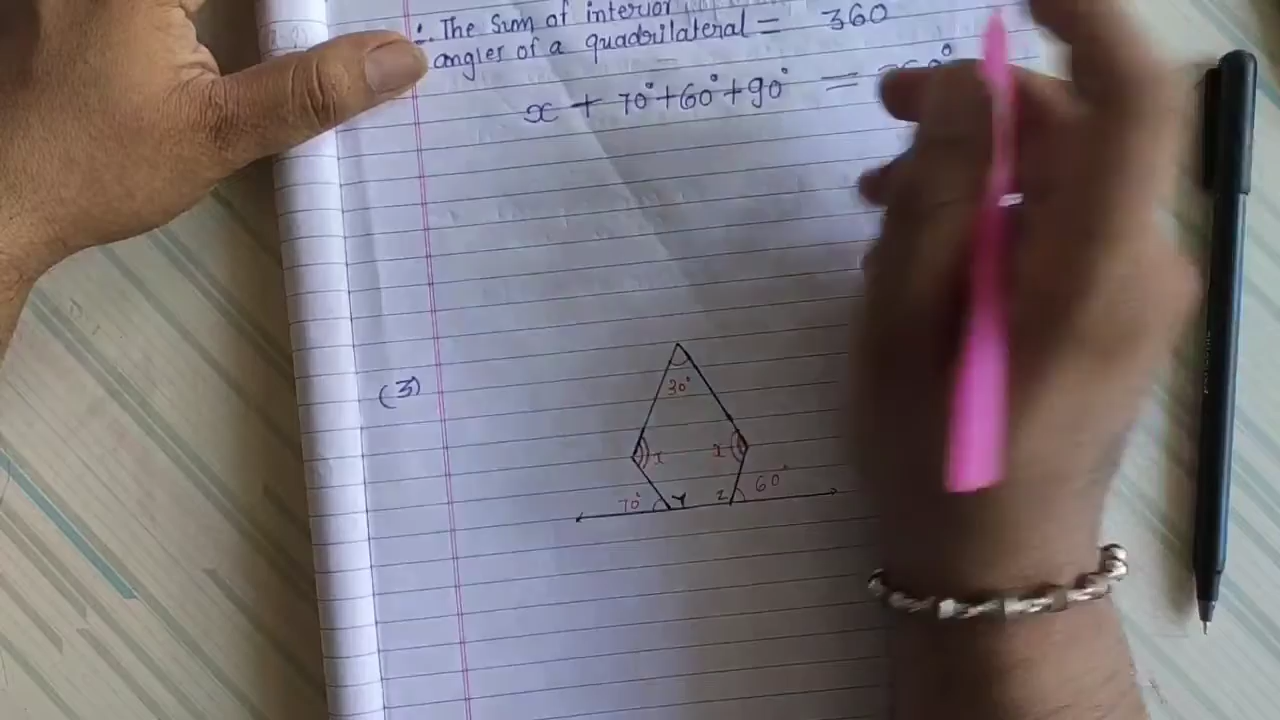 ∴ The Sum of interior
angles of a quadrilateral = 360
x + 70° + 60° + 90° =
(3)
30°
x x
60°
70° Y Z